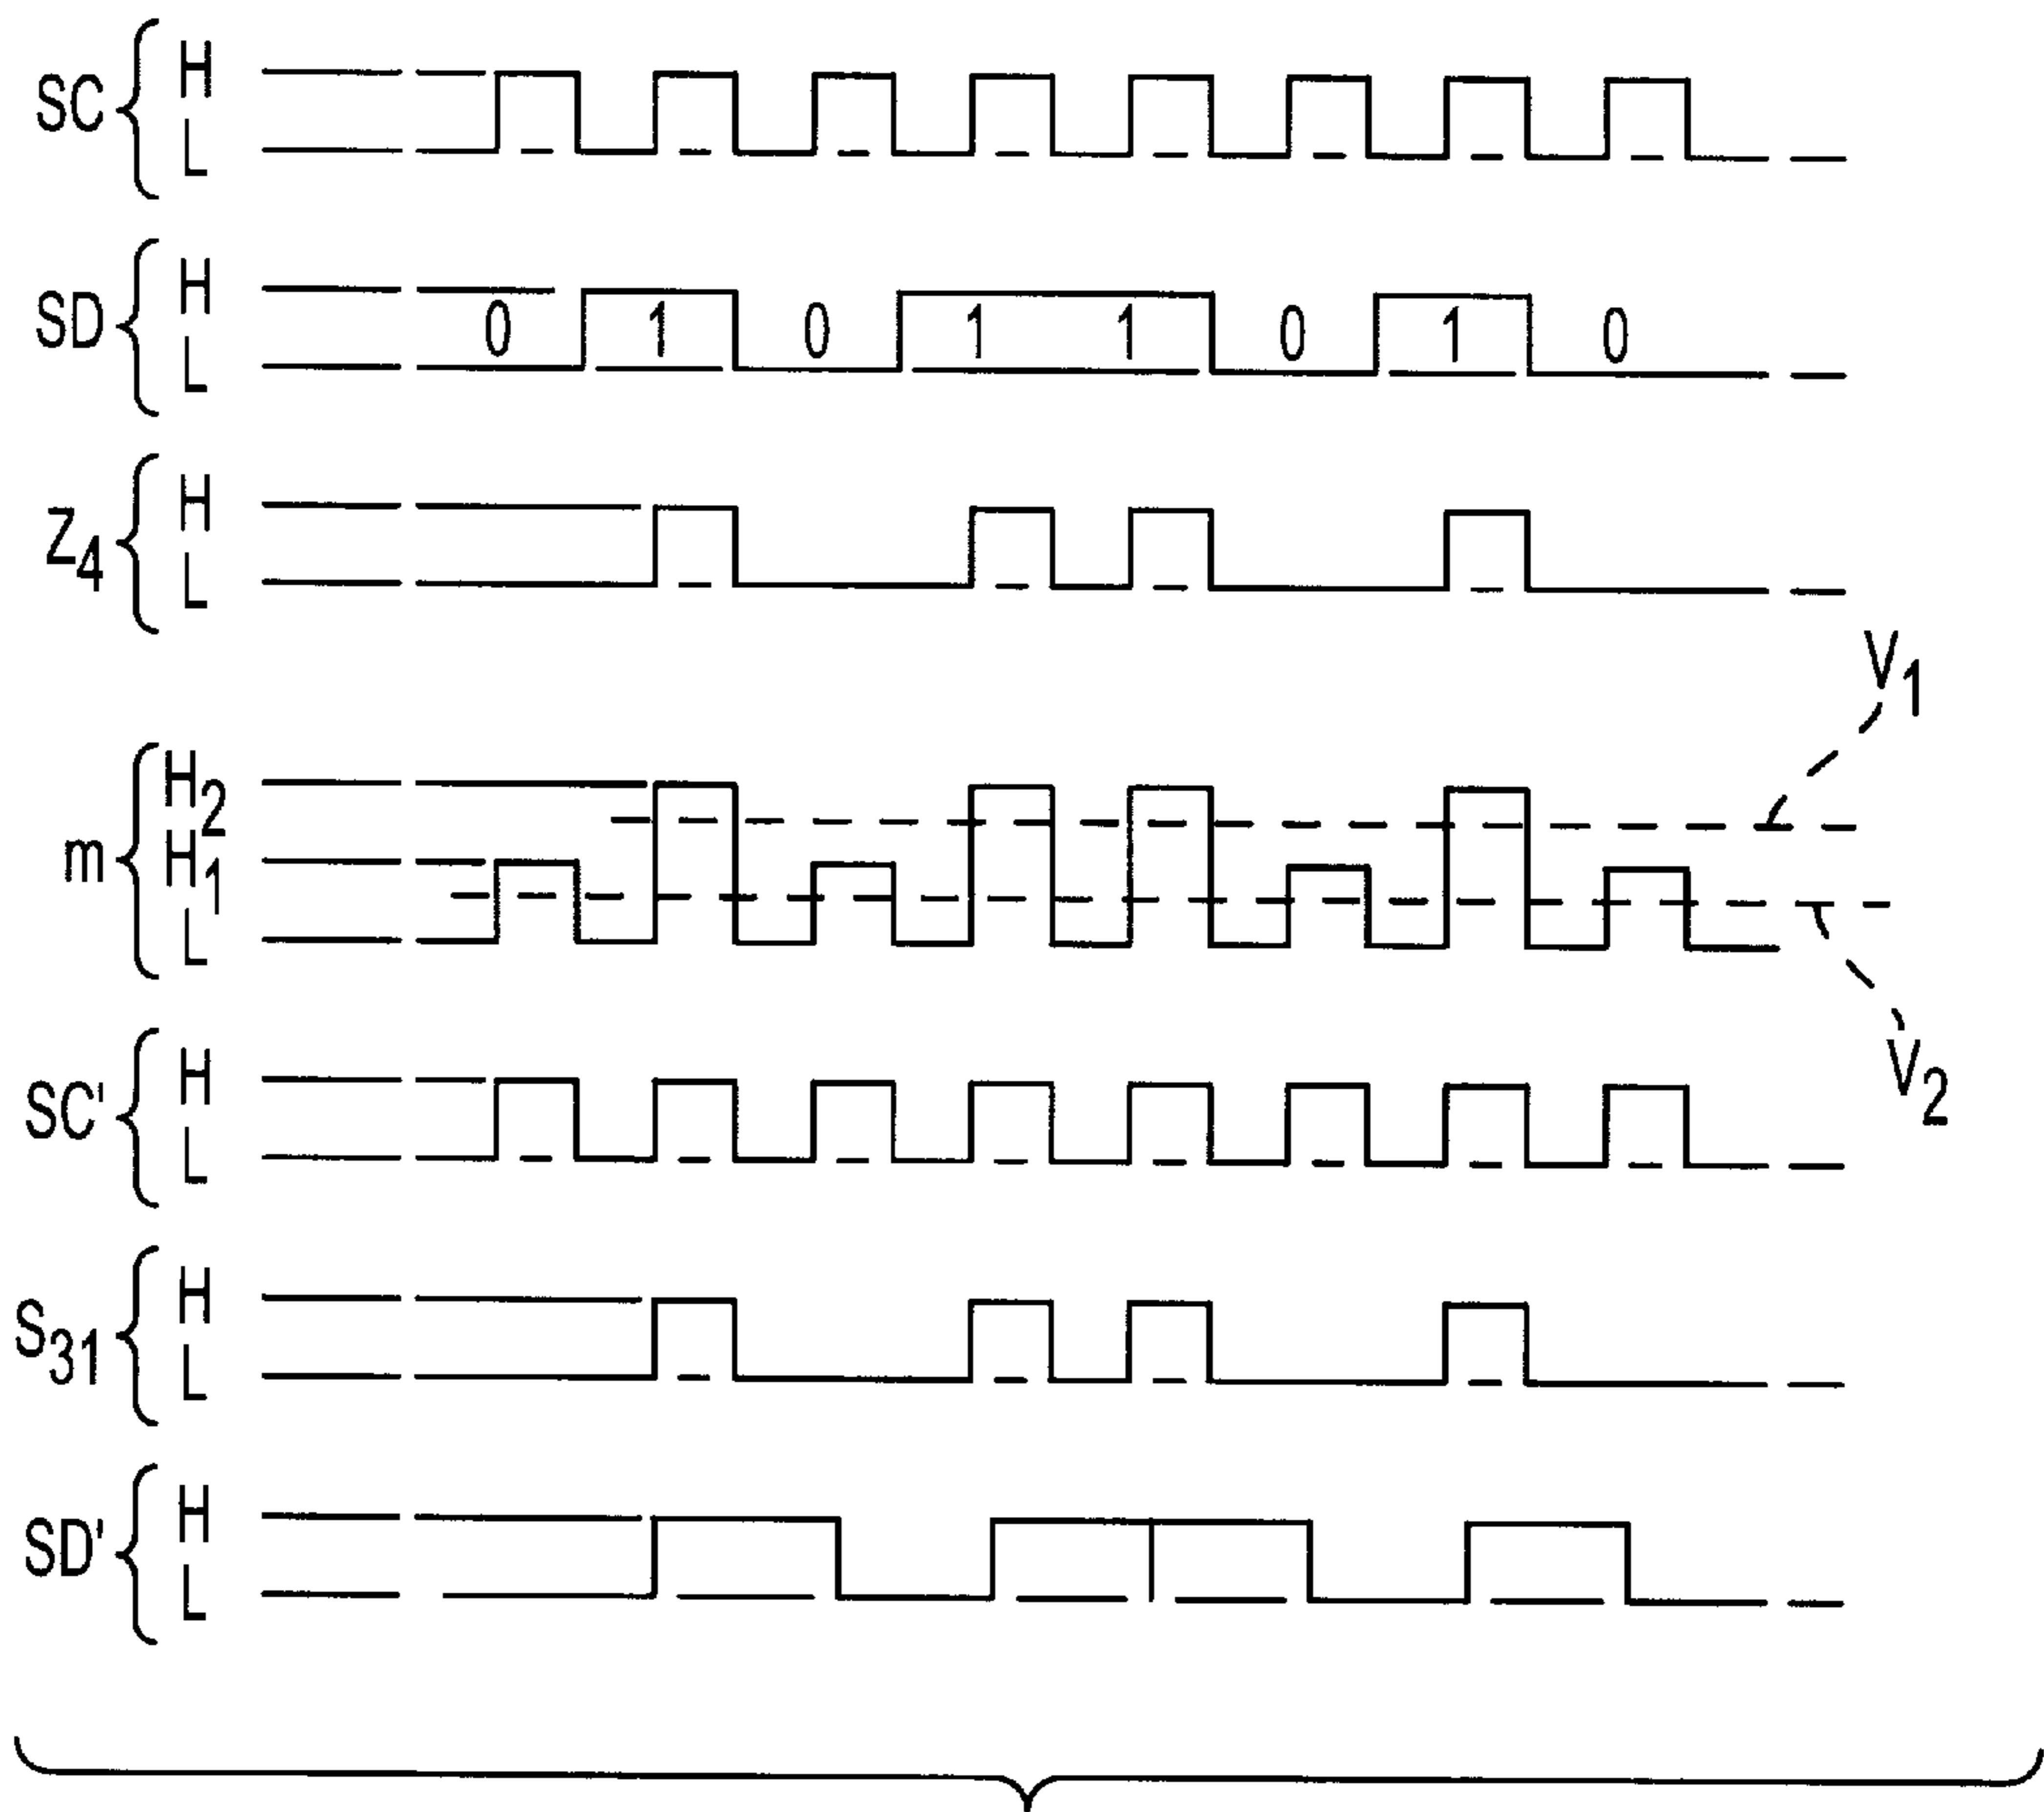 SC H
L
SD H
L
0 1 0 1 1 0 1 0
Z4 H
L
V1
m H2
H1
L
V2
SC' H
L
S31 H
L
SD' H
L